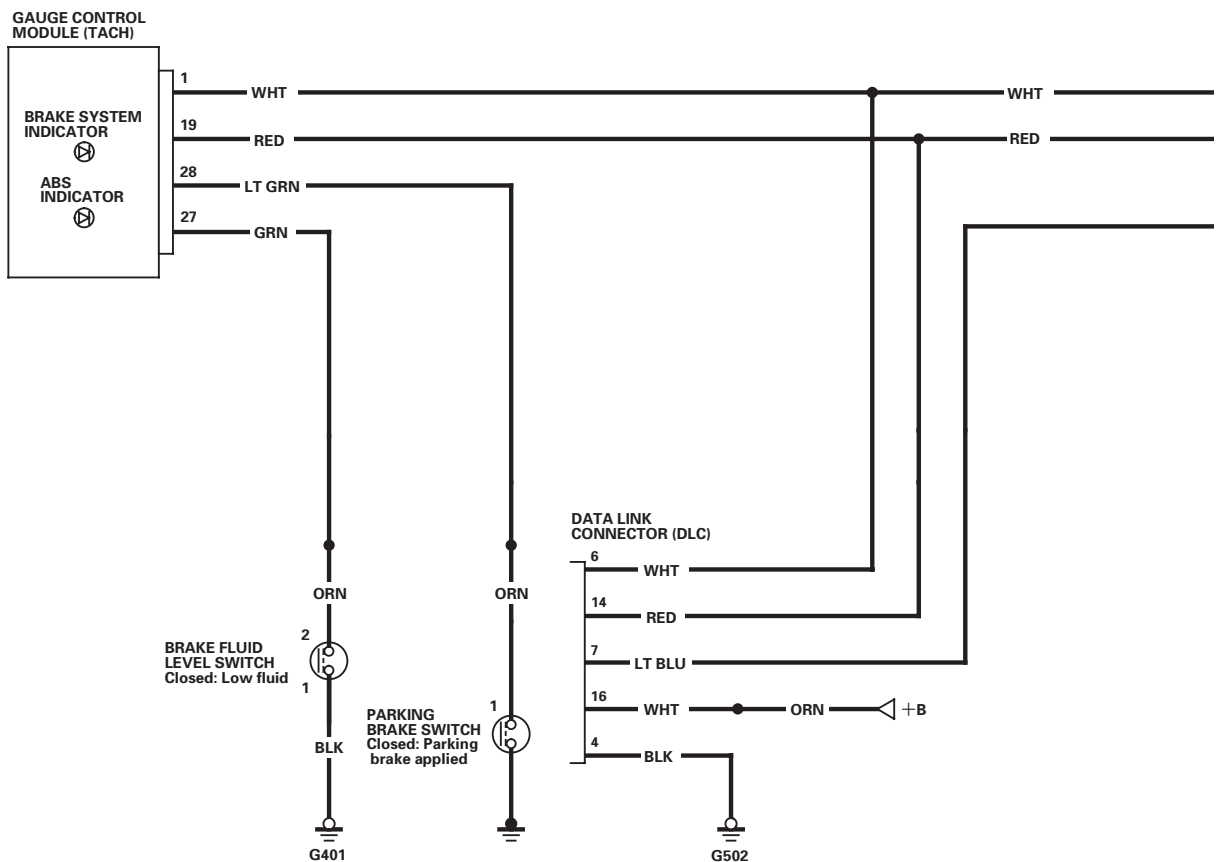 GAUGE CONTROL
MODULE (TACH)
BRAKE SYSTEM
INDICATOR
ABS
INDICATOR
1
WHT
WHT
19
RED
RED
28
LT GRN
27
GRN
ORN
ORN
2
BRAKE FLUID
LEVEL SWITCH
Closed: Low fluid
1
BLK
G401
1
PARKING
BRAKE SWITCH
Closed: Parking
brake applied
DATA LINK
CONNECTOR (DLC)
6
WHT
14
RED
7
LT BLU
16
WHT
ORN
+B
4
BLK
G502